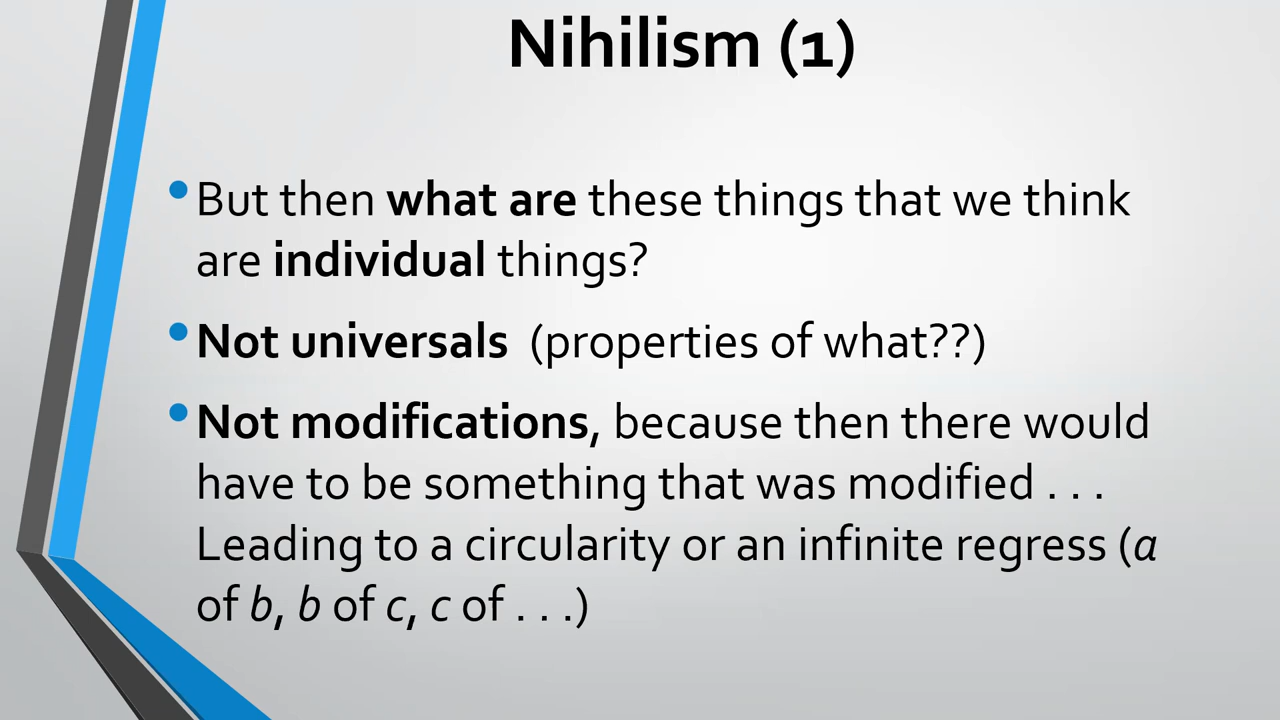 Nihilism (1)
But then what are these things that we think
are individual things?
Not universals (properties of what??)
Not modifications, because then there would
have to be something that was modified . . .
Leading to a circularity or an infinite regress (a
of b, b of c, c of . . .)